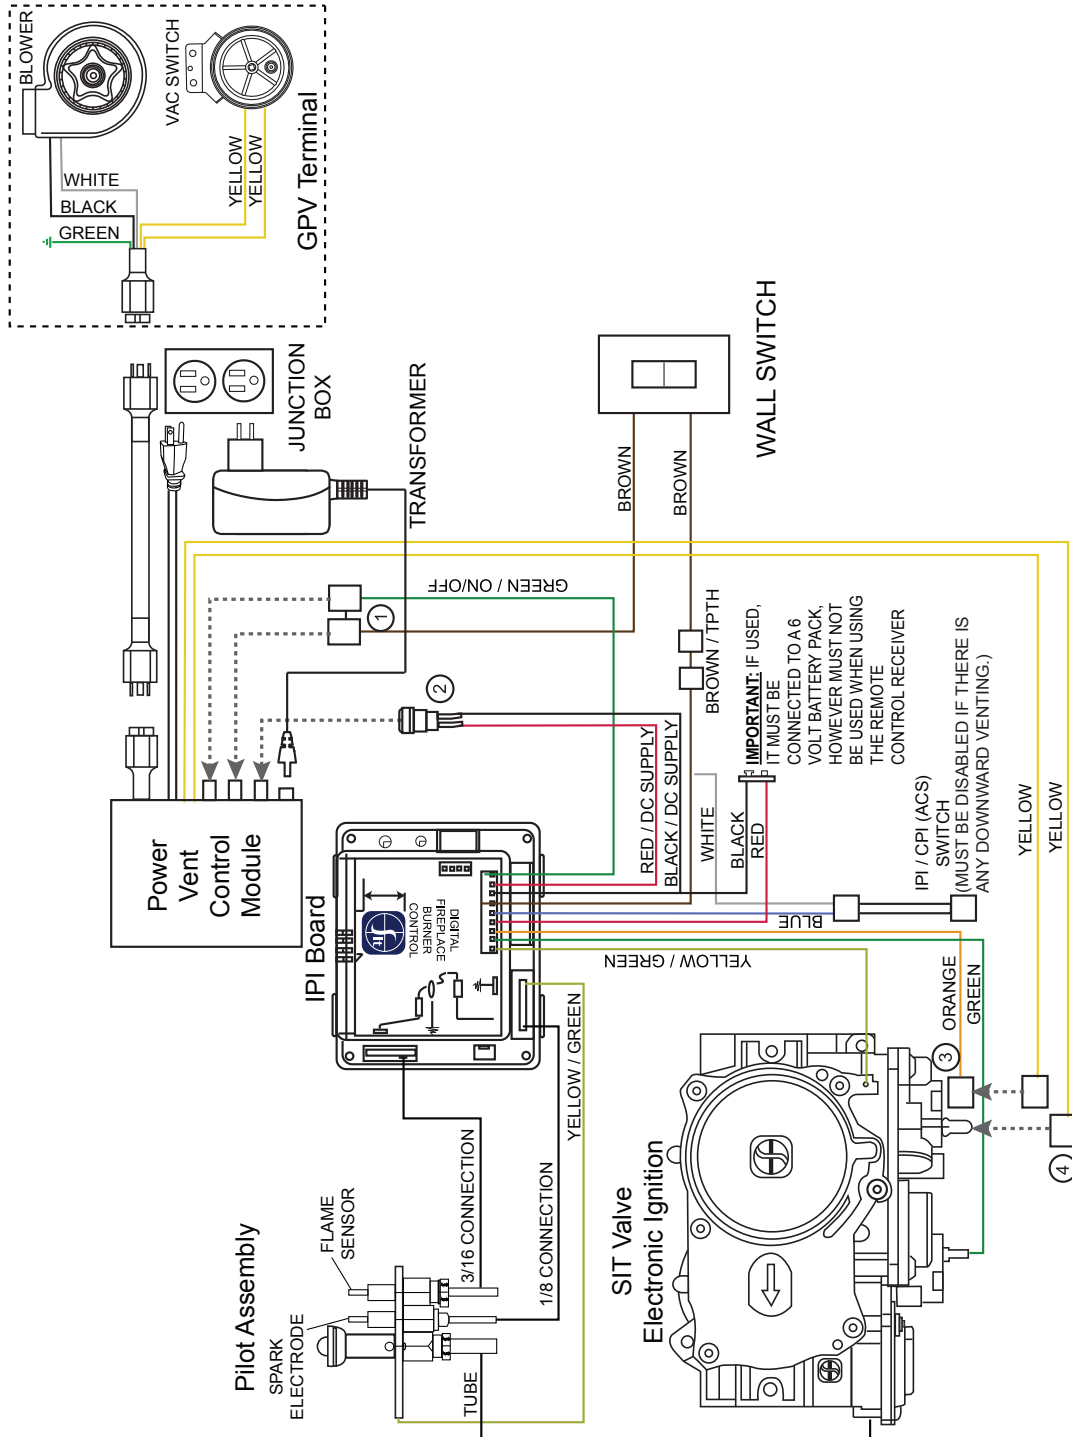 BLOWER
VAC SWITCH
WHITE
BLACK
GREEN
YELLOW
YELLOW
GPV Terminal
JUNCTION
BOX
TRANSFORMER
Power
Vent
Control
Module
GREEN / ON/OFF
1
2
BROWN
BROWN
WALL SWITCH
BROWN / TPTH
IPI Board
Sit
DIGITAL
FIREPLACE
BURNER
CONTROL
RED / DC SUPPLY
BLACK / DC SUPPLY
WHITE
BLACK
RED
IMPORTANT: IF USED,
IT MUST BE
CONNECTED TO A 6
VOLT BATTERY PACK,
HOWEVER MUST NOT
BE USED WHEN USING
THE REMOTE
CONTROL RECEIVER
BLUE
IPI / CPI (ACS)
SWITCH
(MUST BE DISABLED IF THERE IS
ANY DOWNWARD VENTING.)
YELLOW
YELLOW
YELLOW / GREEN
ORANGE
GREEN
3
4
YELLOW / GREEN
Pilot Assembly
FLAME
SENSOR
SPARK
ELECTRODE
3/16 CONNECTION
1/8 CONNECTION
TUBE
SIT Valve
Electronic Ignition